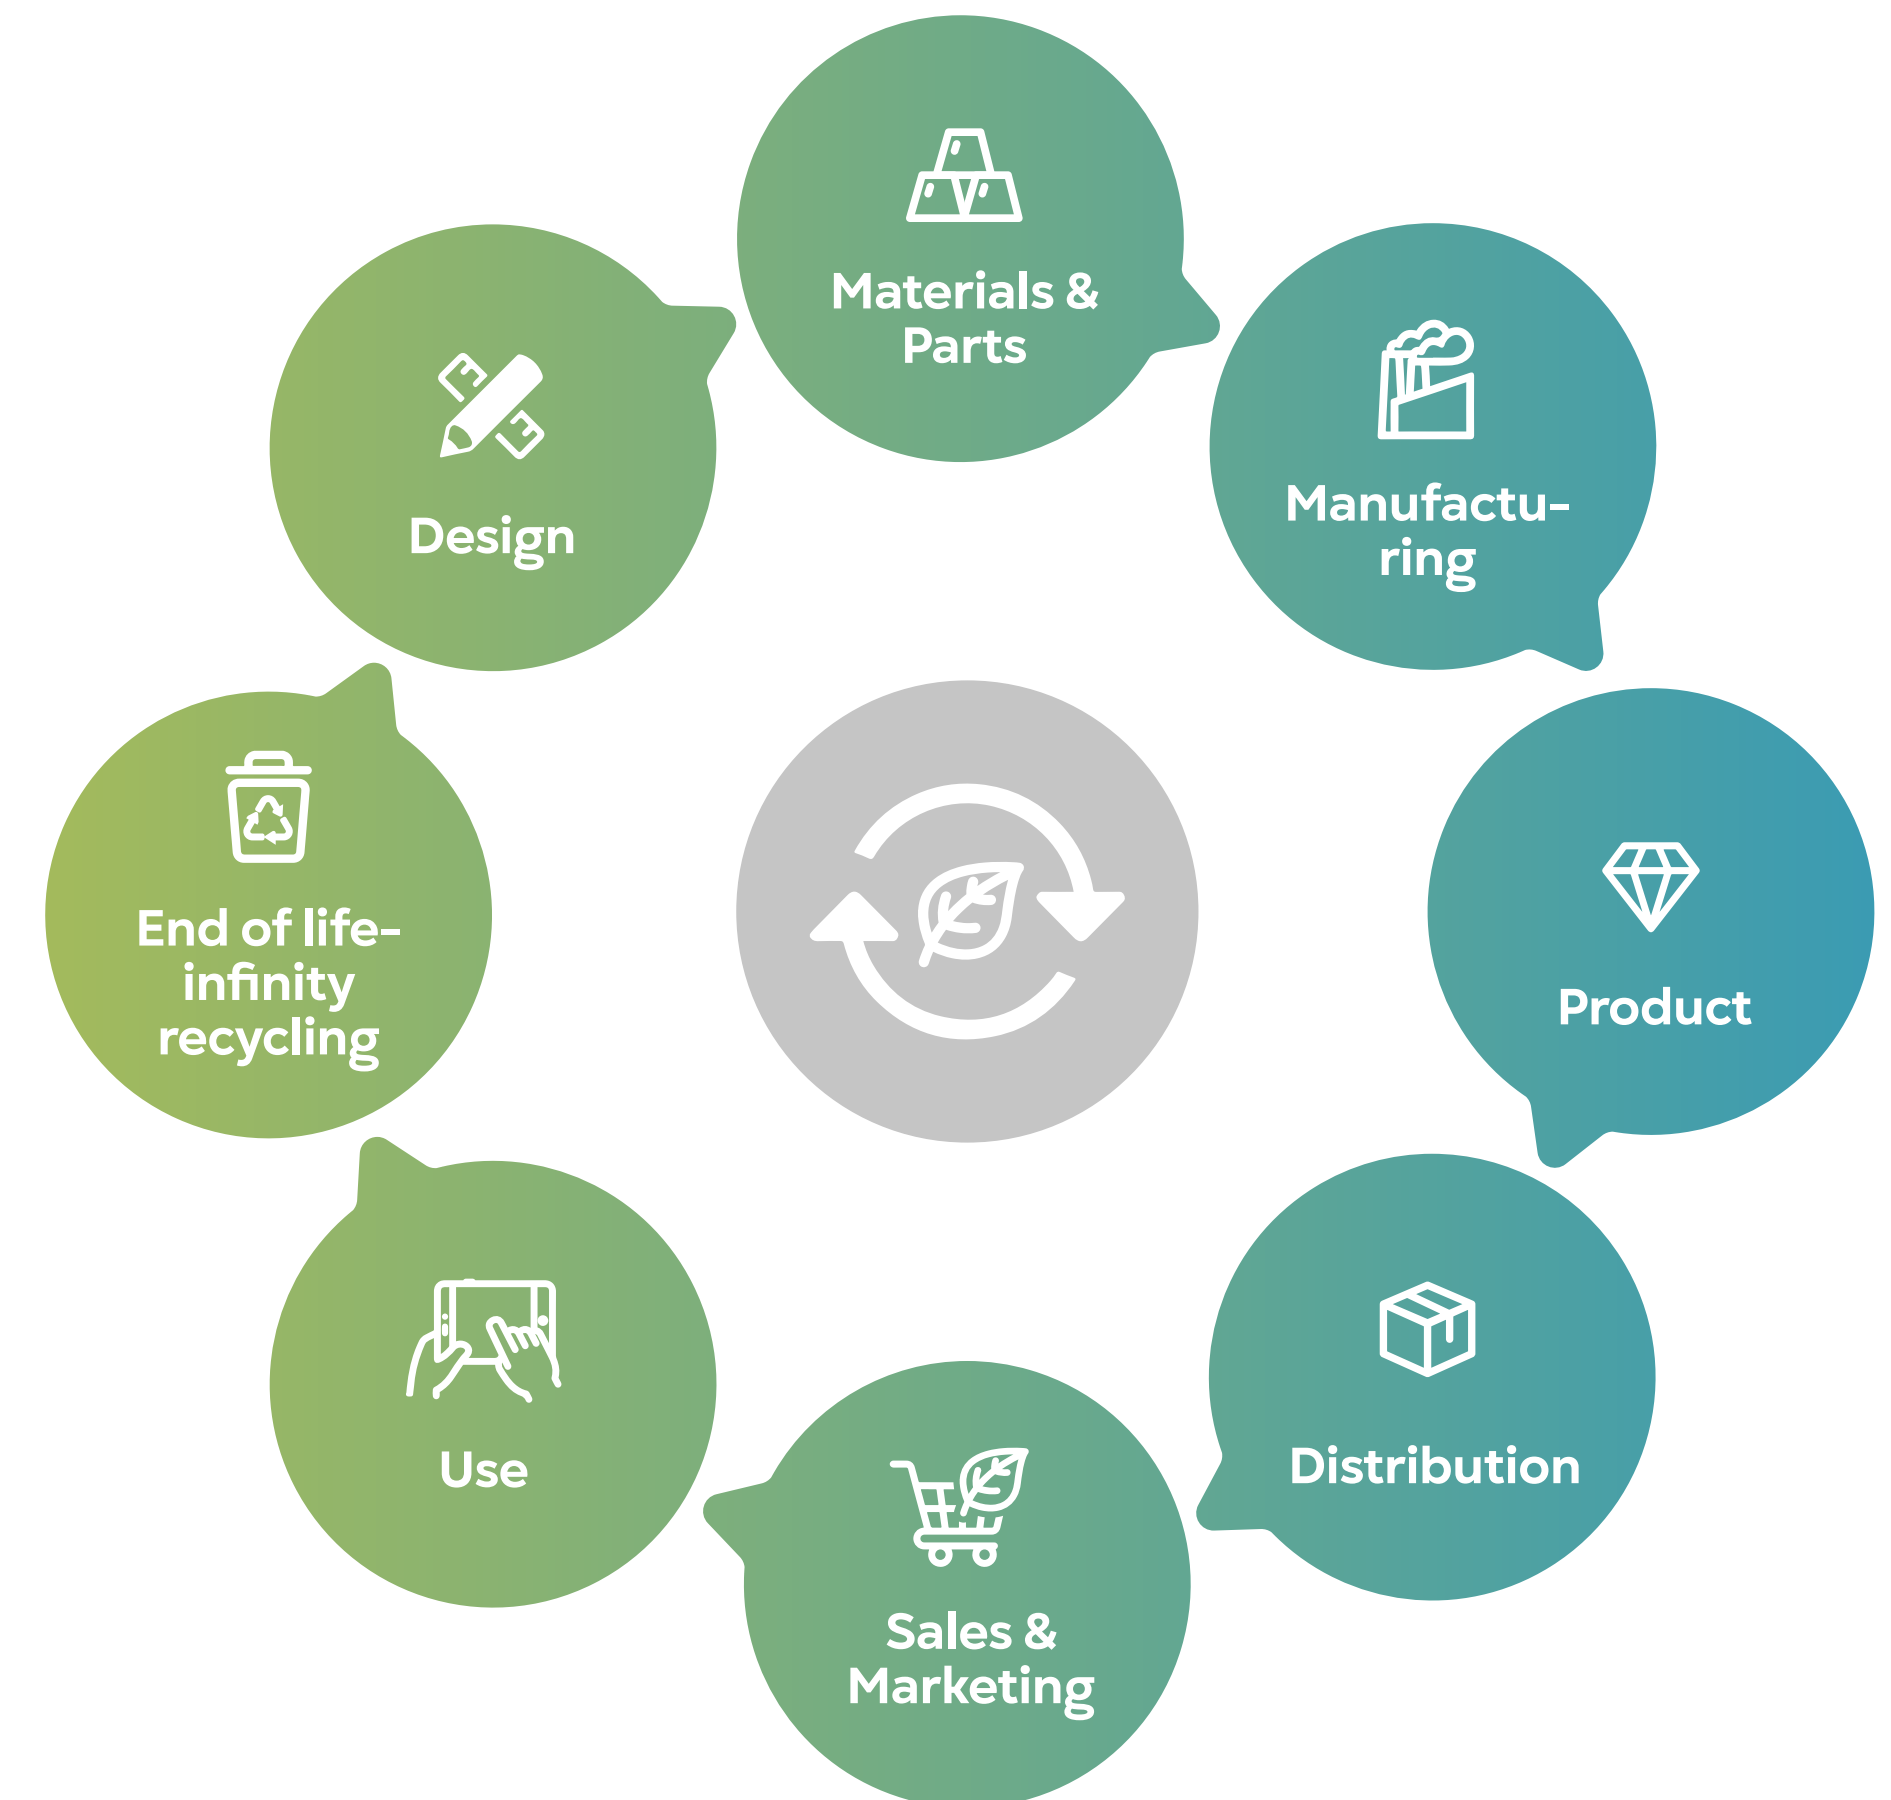 Materials &
Parts
Manufactu-
ring
Product
Distribution
Sales &
Marketing
Use
End of life-
infinity
recycling
Design